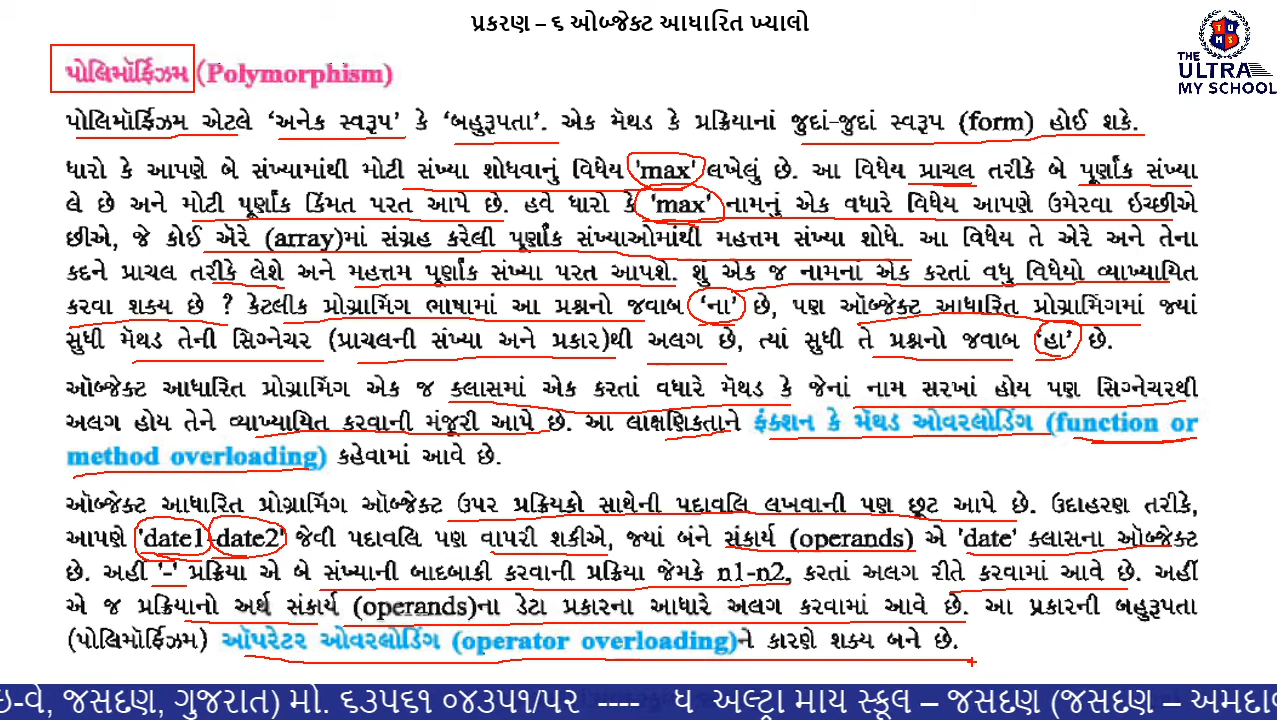 પ્રકરણ – ૬ ઓબ્જેક્ટ આધારિત ખ્યાલો
THE
ULTRA
MY SCHOOL
પોલિમૉર્ફિઝમ (Polymorphism)
પોલિમૉર્ફિઝમ એટલે ‘અનેક સ્વરૂપ’ કે ‘બહુરૂપતા’. એક મૅથડ કે પ્રક્રિયાનાં જુદાં-જુદાં સ્વરૂપ (form) હોઈ શકે.
ધારો કે આપણે બે સંખ્યામાંથી મોટી સંખ્યા શોધવાનું વિધેય 'max' લખેલું છે. આ વિધેય પ્રાચલ તરીકે બે પૂર્ણાંક સંખ્યા
લે છે અને મોટી પૂર્ણાંક કિંમત પરત આપે છે. હવે ધારો કે 'max' નામનું એક વધારે વિધેય આપણે ઉમેરવા ઇચ્છીએ
છીએ, જે કોઈ ઍરે (array)માં સંગ્રહ કરેલી પૂર્ણાંક સંખ્યાઓમાંથી મહત્તમ સંખ્યા શોધે. આ વિધેય તે એરે અને તેના
કદને પ્રાચલ તરીકે લેશે અને મહત્તમ પૂર્ણાંક સંખ્યા પરત આપશે. શું એક જ નામનાં એક કરતાં વધુ વિધેયો વ્યાખ્યાયિત
કરવા શક્ય છે ? કેટલીક પ્રોગ્રામિંગ ભાષામાં આ પ્રશ્નનો જવાબ ‘ના’ છે, પણ ઑબ્જેક્ટ આધારિત પ્રોગ્રામિંગમાં જ્યાં
સુધી મૅથડ તેની સિગ્નેચર (પ્રાચલની સંખ્યા અને પ્રકાર)થી અલગ છે, ત્યાં સુધી તે પ્રશ્નનો જવાબ ‘હા’ છે.
ઑબ્જેક્ટ આધારિત પ્રોગ્રામિંગ એક જ ક્લાસમાં એક કરતાં વધારે મૅથડ કે જેનાં નામ સરખાં હોય પણ સિગ્નેચરથી
અલગ હોય તેને વ્યાખ્યાયિત કરવાની મંજૂરી આપે છે. આ લાક્ષણિકતાને ફંક્શન કે મૅથડ ઓવરલોડિંગ (function or
method overloading) કહેવામાં આવે છે.
ઑબ્જેક્ટ આધારિત પ્રોગ્રામિંગ ઑબ્જેક્ટ ઉપર પ્રક્રિયકો સાથેની પદાવલિ લખવાની પણ છૂટ આપે છે. ઉદાહરણ તરીકે,
આપણે 'date1-date2' જેવી પદાવલિ પણ વાપરી શકીએ, જ્યાં બંને સંકાર્ય (operands) એ 'date' ક્લાસના ઑબ્જેક્ટ
છે. અહીં '-' પ્રક્રિયા એ બે સંખ્યાની બાદબાકી કરવાની પ્રક્રિયા જેમકે n1-n2, કરતાં અલગ રીતે કરવામાં આવે છે. અહીં
એ જ પ્રક્રિયાનો અર્થ સંકાર્ય (operands)ના ડેટા પ્રકારના આધારે અલગ કરવામાં આવે છે. આ પ્રકારની બહુરૂપતા
(પોલિમૉર્ફિઝમ) ઑપરેટર ઓવરલોડિંગ (operator overloading)ને કારણે શક્ય બને છે.
ઇ-વે, જસદણ, ગુજરાત) મો. ૬૩૫૬૧ ૦૪૩૫૧/૫૨ ---- ધ અલ્ટ્રા માય સ્કૂલ – જસદણ (જસદણ – અમદા